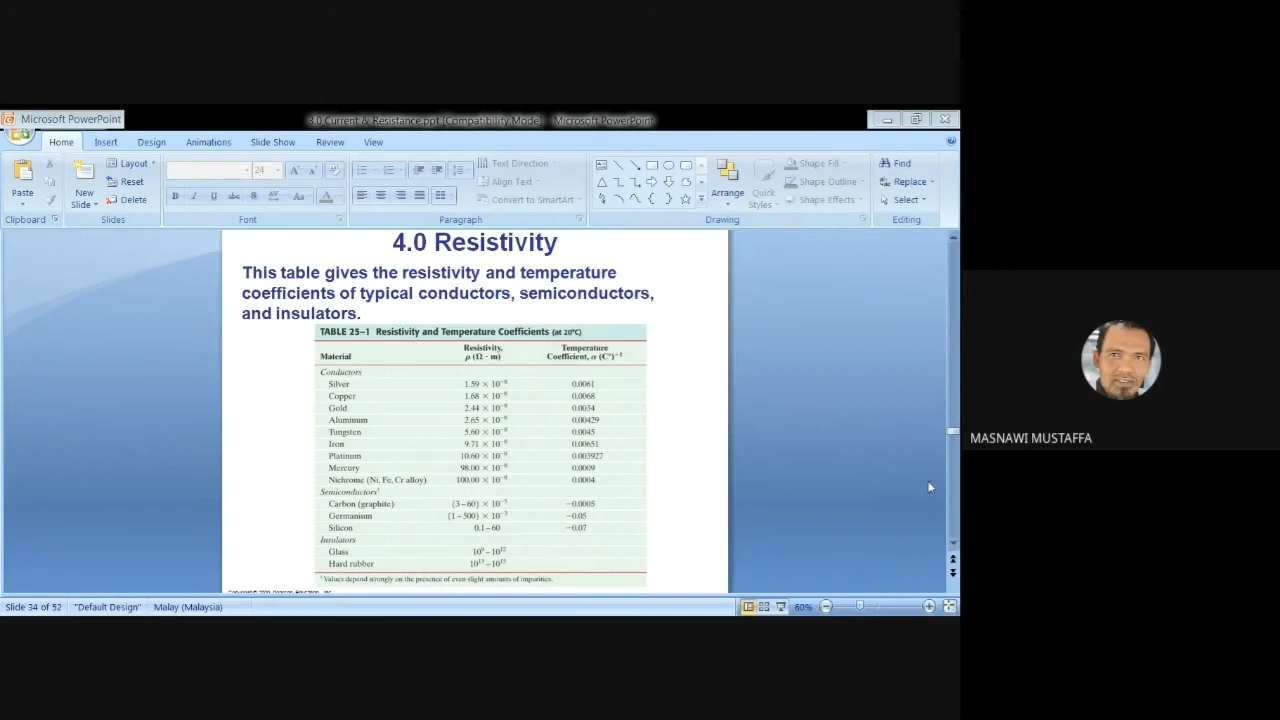 Microsoft PowerPoint
3.0 Current & Resistance.ppt [Compatibility Mode] - Microsoft PowerPoint
Home Insert Design Animations Slide Show Review View
Paste
Clipboard
New
Slide
Layout
Reset
Delete
Slides
24
Font
Text Direction
Align Text
Convert to SmartArt
Paragraph
Arrange
Quick
Styles
Shape Fill
Shape Outline
Shape Effects
Drawing
Find
Replace
Select
Editing
4.0 Resistivity
This table gives the resistivity and temperature
coefficients of typical conductors, semiconductors,
and insulators.
TABLE 25–1 Resistivity and Temperature Coefficients (at 20°C)
Material Resistivity, ρ (Ω · m) Temperature Coefficient, α (C°)⁻¹
Conductors
Silver 1.59 × 10⁻⁸ 0.0061
Copper 1.68 × 10⁻⁸ 0.0068
Gold 2.44 × 10⁻⁸ 0.0034
Aluminum 2.65 × 10⁻⁸ 0.00429
Tungsten 5.60 × 10⁻⁸ 0.0045
Iron 9.71 × 10⁻⁸ 0.00651
Platinum 10.60 × 10⁻⁸ 0.003927
Mercury 98.00 × 10⁻⁸ 0.0009
Nichrome (Ni, Fe, Cr alloy) 100.00 × 10⁻⁸ 0.0004
Semiconductors†
Carbon (graphite) (3–60) × 10⁻⁵ −0.0005
Germanium (1–500) × 10⁻³ −0.05
Silicon 0.1–60 −0.07
Insulators
Glass 10⁹–10¹²
Hard rubber 10¹³–10¹⁵
†Values depend strongly on the presence of even slight amounts of impurities.
Slide 34 of 52 "Default Design" Malay (Malaysia) 60%
MASNAWI MUSTAFFA